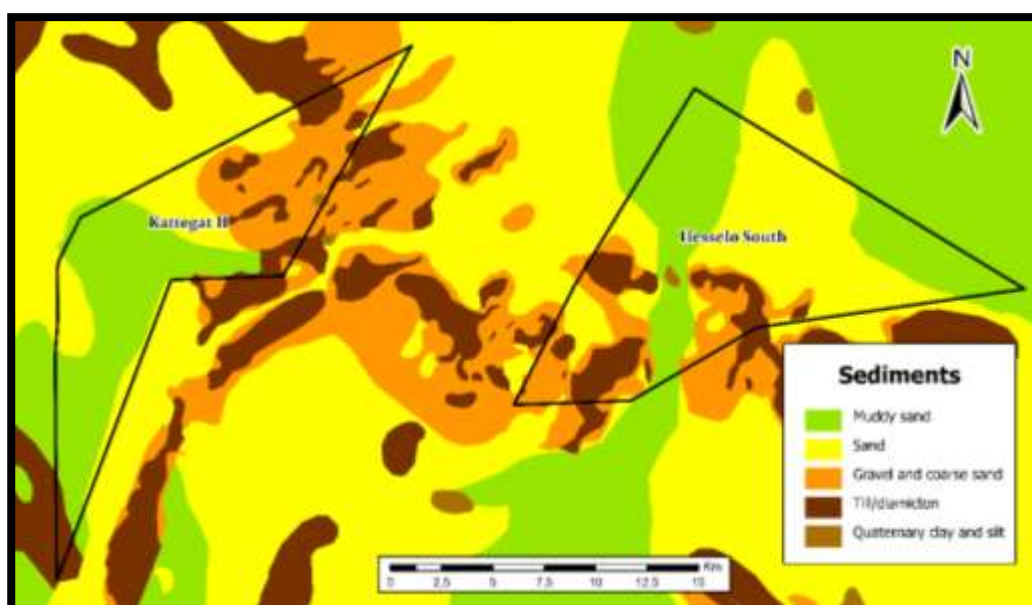 N
Kattegat II
Hesselo South
Sediments
Muddy sand
Sand
Gravel and coarse sand
Till/diamicton
Quaternary clay and silt
Km
0 2,5 5 7,5 10 12,5 15